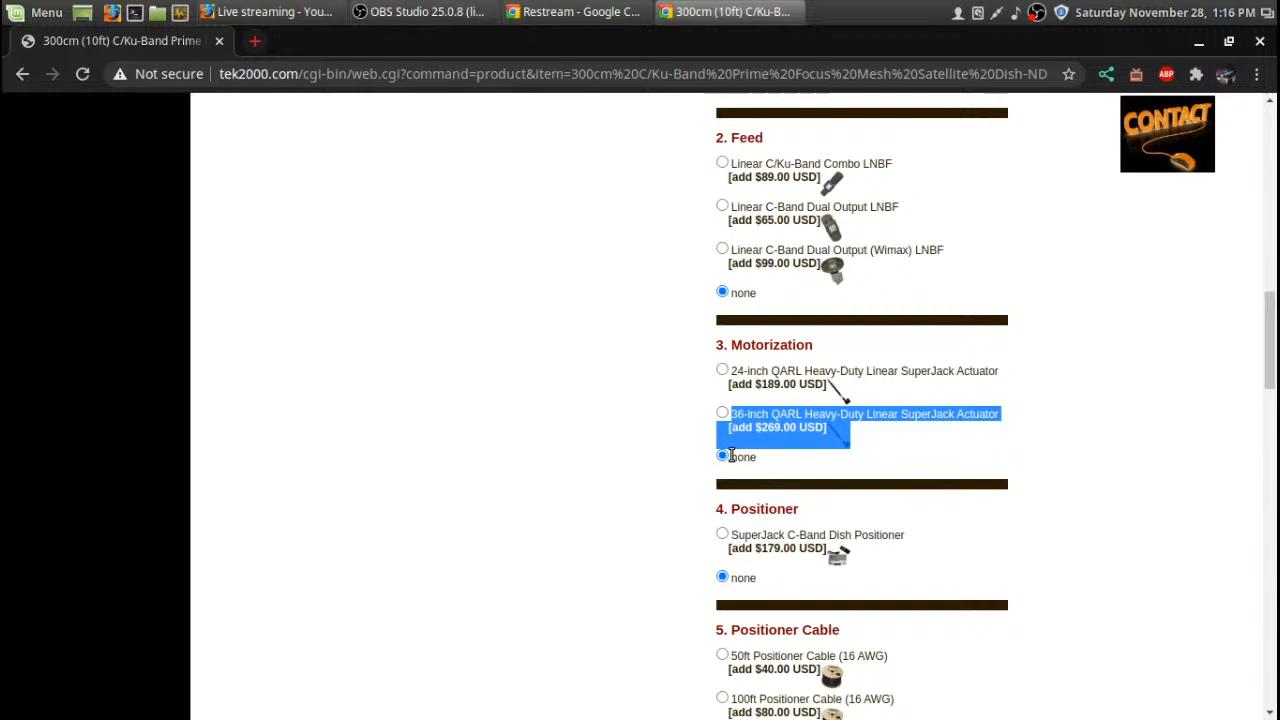 Menu
Live streaming - You...
OBS Studio 25.0.8 (li...
Restream - Google C...
300cm (10ft) C/Ku-B...
Saturday November 28, 1:16 PM
300cm (10ft) C/Ku-Band Prime
Not secure
tek2000.com/cgi-bin/web.cgi?command=product&item=300cm%20C/Ku-Band%20Prime%20Focus%20Mesh%20Satellite%20Dish-ND
ABP
CONTACT
2. Feed
Linear C/Ku-Band Combo LNBF
[add $89.00 USD]
Linear C-Band Dual Output LNBF
[add $65.00 USD]
Linear C-Band Dual Output (Wimax) LNBF
[add $99.00 USD]
none
3. Motorization
24-inch QARL Heavy-Duty Linear SuperJack Actuator
[add $189.00 USD]
36-inch QARL Heavy-Duty Linear SuperJack Actuator
[add $269.00 USD]
none
4. Positioner
SuperJack C-Band Dish Positioner
[add $179.00 USD]
none
5. Positioner Cable
50ft Positioner Cable (16 AWG)
[add $40.00 USD]
100ft Positioner Cable (16 AWG)
[add $80.00 USD]